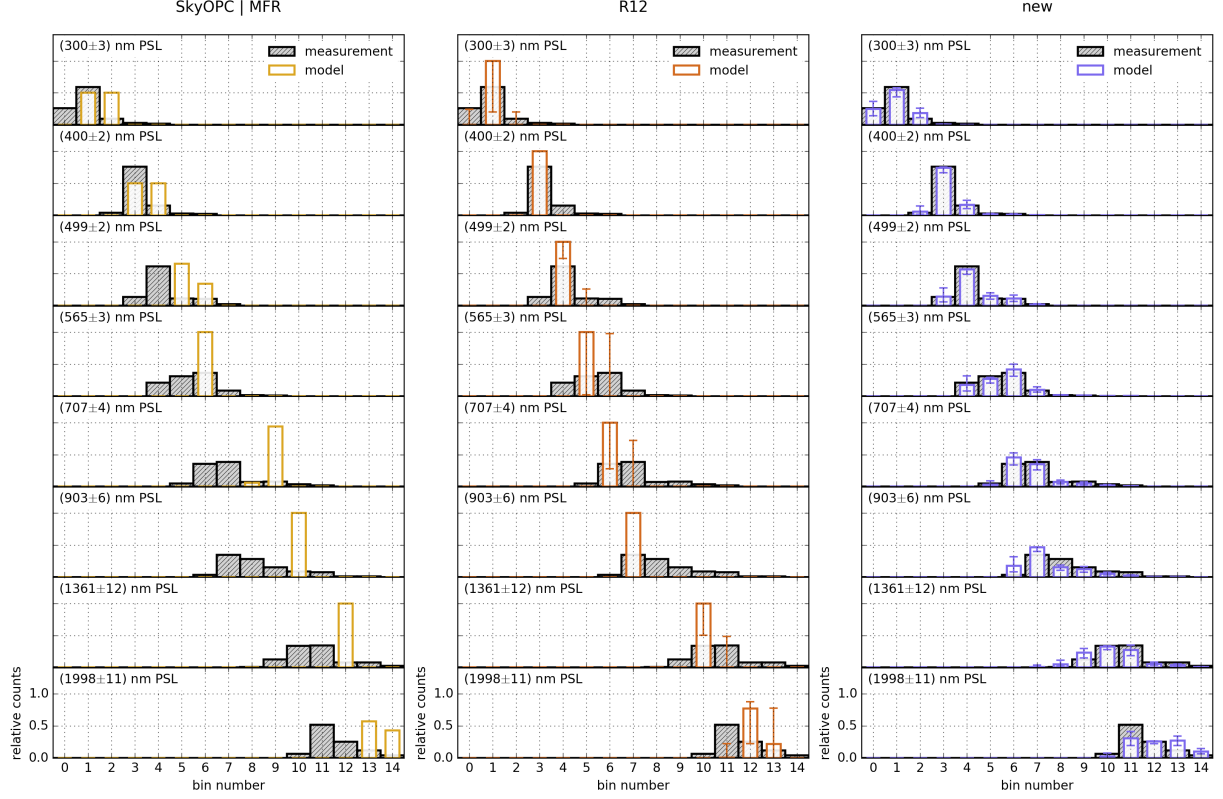 SkyOPC | MFR
R12
new
(300±3) nm PSL
measurement
model
(300±3) nm PSL
measurement
model
(300±3) nm PSL
measurement
model
(400±2) nm PSL
(400±2) nm PSL
(400±2) nm PSL
(499±2) nm PSL
(499±2) nm PSL
(499±2) nm PSL
(565±3) nm PSL
(565±3) nm PSL
(565±3) nm PSL
(707±4) nm PSL
(707±4) nm PSL
(707±4) nm PSL
(903±6) nm PSL
(903±6) nm PSL
(903±6) nm PSL
(1361±12) nm PSL
(1361±12) nm PSL
(1361±12) nm PSL
(1998±11) nm PSL
(1998±11) nm PSL
(1998±11) nm PSL
relative counts
1.0
0.5
0.0
relative counts
1.0
0.5
0.0
relative counts
1.0
0.5
0.0
0 1 2 3 4 5 6 7 8 9 10 11 12 13 14
0 1 2 3 4 5 6 7 8 9 10 11 12 13 14
0 1 2 3 4 5 6 7 8 9 10 11 12 13 14
bin number
bin number
bin number